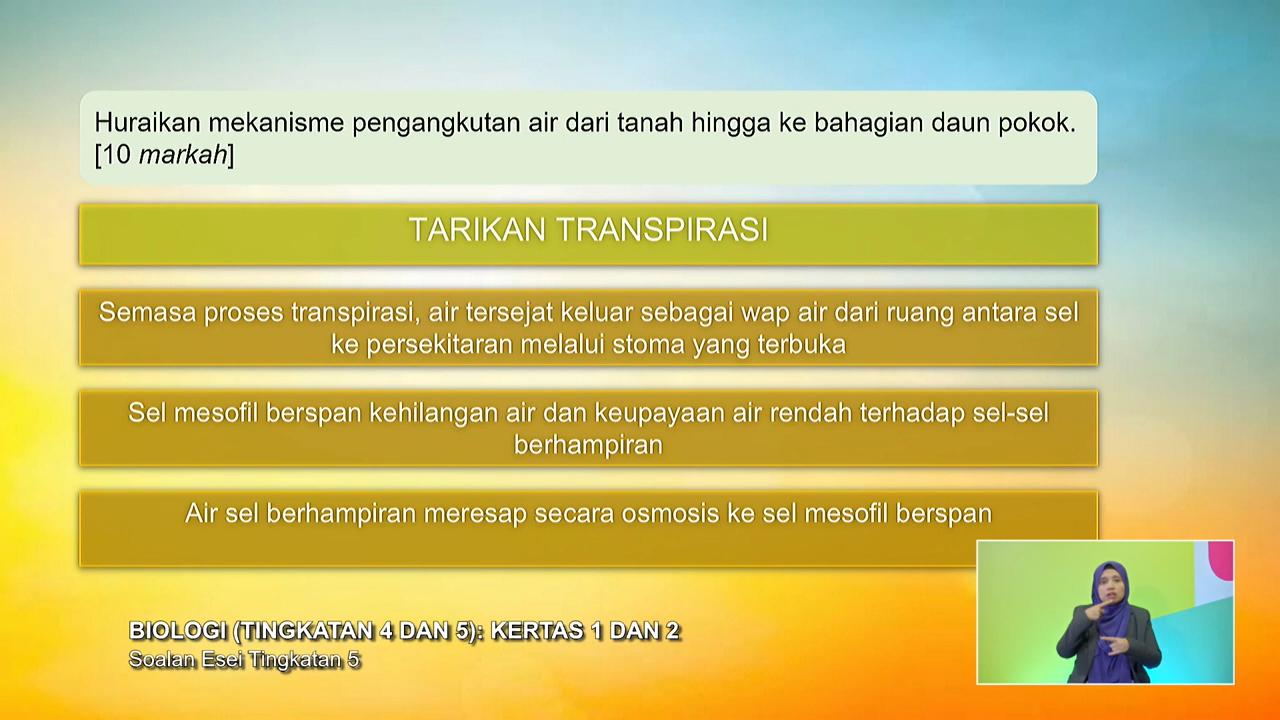 Huraikan mekanisme pengangkutan air dari tanah hingga ke bahagian daun pokok.
[10 markah]
TARIKAN TRANSPIRASI
Semasa proses transpirasi, air tersejat keluar sebagai wap air dari ruang antara sel
ke persekitaran melalui stoma yang terbuka
Sel mesofil berspan kehilangan air dan keupayaan air rendah terhadap sel-sel
berhampiran
Air sel berhampiran meresap secara osmosis ke sel mesofil berspan
BIOLOGI (TINGKATAN 4 DAN 5): KERTAS 1 DAN 2
Soalan Esei Tingkatan 5